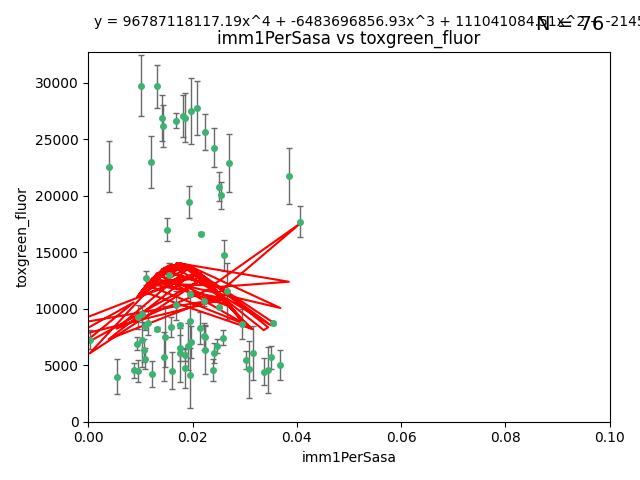 y = 96787118117.19x^4 + -6483696856.93x^3 + 111041084.51x^2 + -2145
N = 76
imm1PerSasa vs toxgreen_fluor
30000
25000
20000
15000
10000
5000
0
toxgreen_fluor
0.00 0.02 0.04 0.06 0.08 0.10
imm1PerSasa